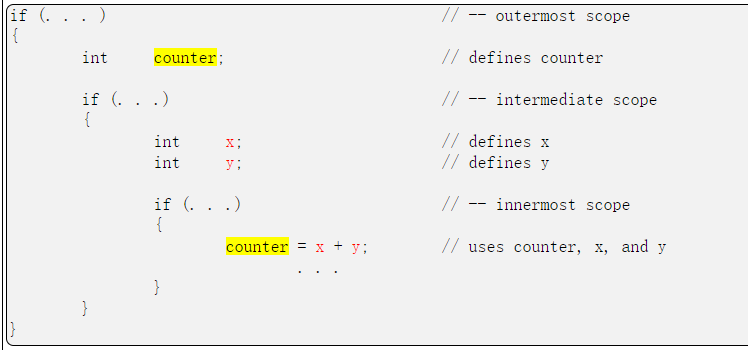 if (. . . )                                   // -- outermost scope
{
        int     counter;                      // defines counter

        if (. . .)                            // -- intermediate scope
        {
                int     x;                    // defines x
                int     y;                    // defines y

                if (. . .)                    // -- innermost scope
                {
                        counter = x + y;      // uses counter, x, and y
                                . . .
                }
        }
}